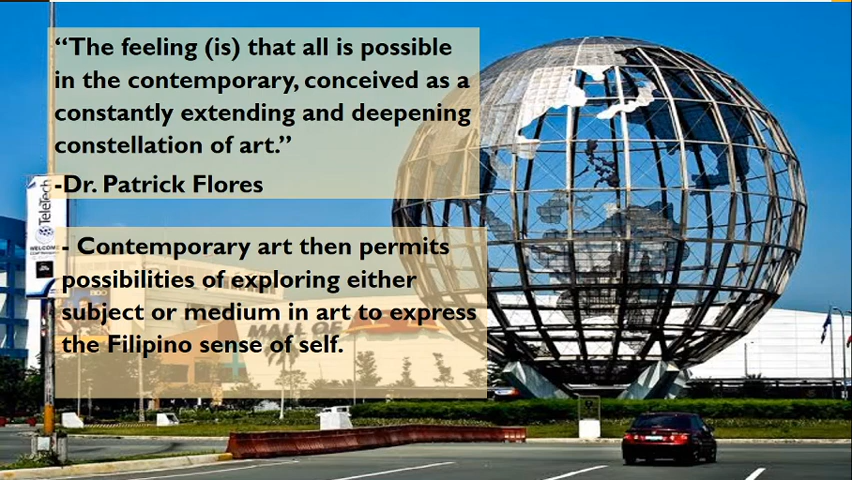 “The feeling (is) that all is possible
in the contemporary, conceived as a
constantly extending and deepening
constellation of art.”
-Dr. Patrick Flores
- Contemporary art then permits
possibilities of exploring either
subject or medium in art to express
the Filipino sense of self.
TeleTech
WELCOME
MALL OF